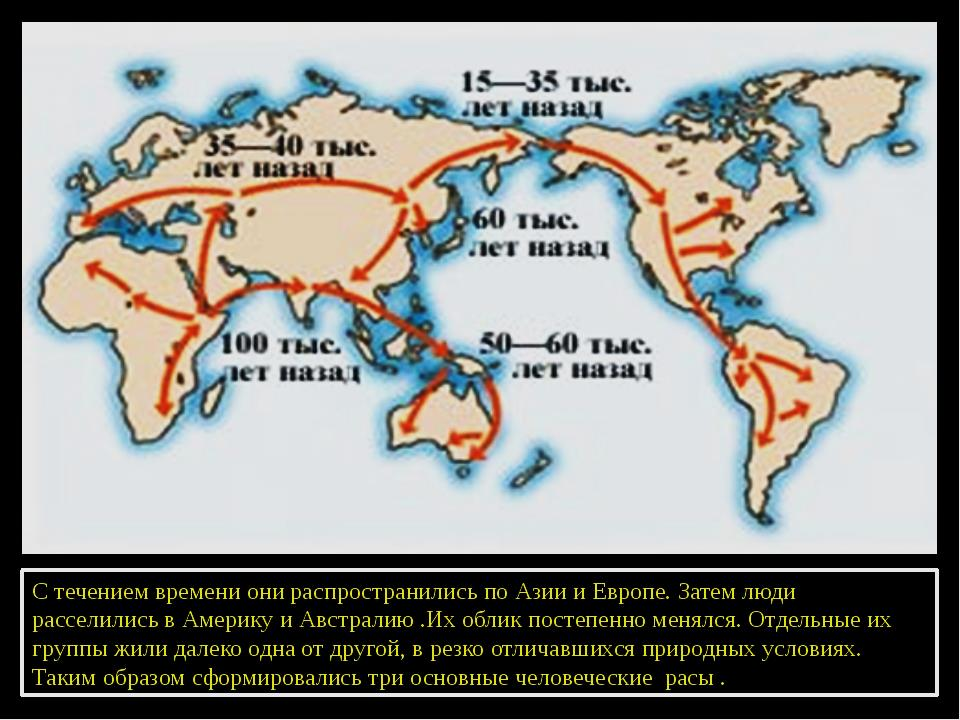 15—35 тыс.
лет назад
35—40 тыс.
лет назад
60 тыс.
лет назад
100 тыс.
лет назад
50—60 тыс.
лет назад
С течением времени они распространились по Азии и Европе. Затем люди
расселились в Америку и Австралию .Их облик постепенно менялся. Отдельные их
группы жили далеко одна от другой, в резко отличавшихся природных условиях.
Таким образом сформировались три основные человеческие  расы .